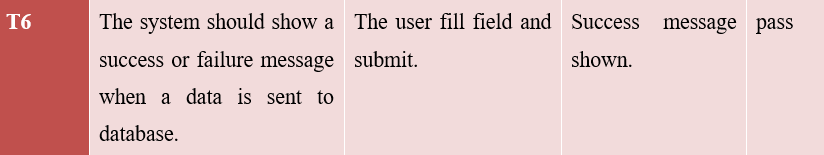 T6
The system should show a
success or failure message
when a data is sent to
database.
The user fill field and
submit.
Success message
shown.
pass